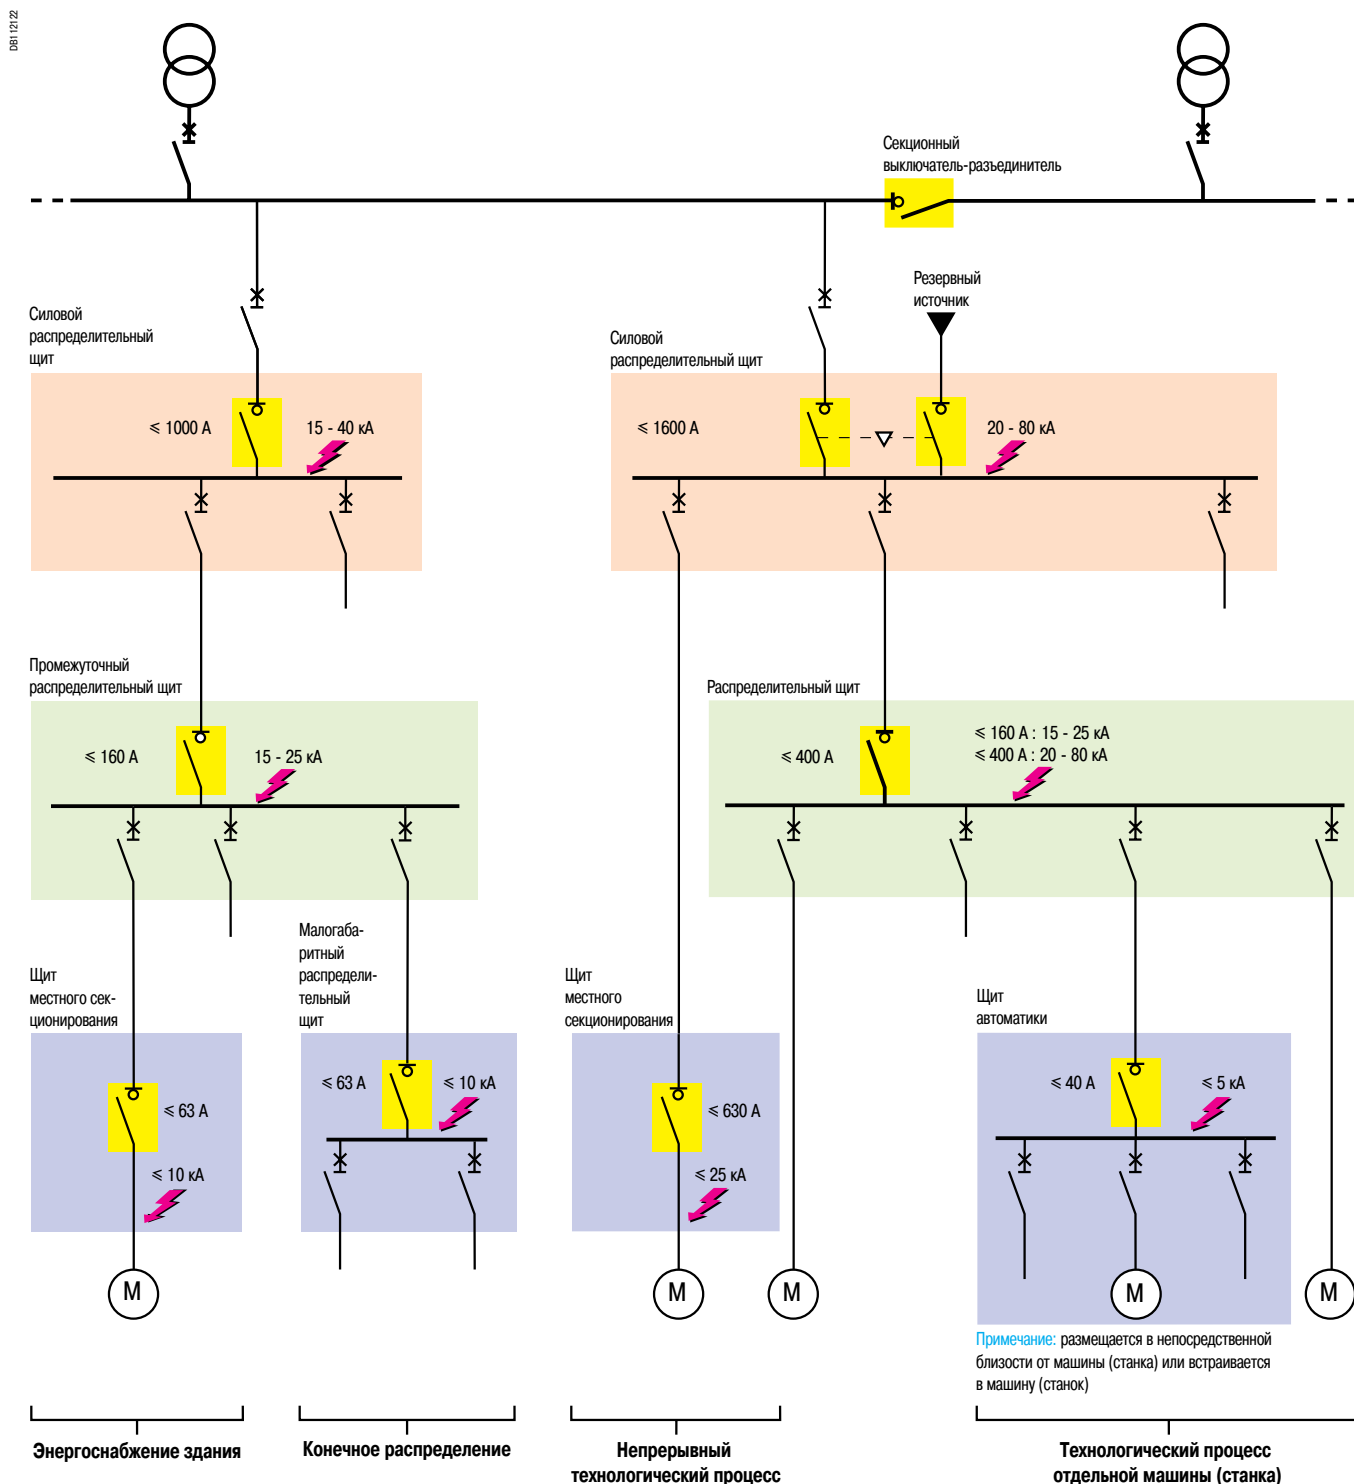 DB112122
Секционный
выключатель-разъединитель
Резервный
источник
Силовой
распределительный
щит
Силовой
распределительный щит
≤ 1000 A
15 - 40 кА
≤ 1600 A
20 - 80 кА
Промежуточный
распределительный щит
Распределительный щит
≤ 160 A
15 - 25 кА
≤ 400 A
≤ 160 A : 15 - 25 кА
≤ 400 A : 20 - 80 кА
Щит
местного сек-
ционирования
Малогаба-
ритный
распредели-
тельный
щит
Щит
местного
секционирования
Щит
автоматики
≤ 63 A
≤ 10 кА
≤ 63 A
≤ 10 кА
≤ 630 A
≤ 25 кА
≤ 40 A
≤ 5 кА
M
M
M
M
M
Примечание: размещается в непосредственной
близости от машины (станка) или встраивается
в машину (станок)
Энергоснабжение здания
Конечное распределение
Непрерывный
технологический процесс
Технологический процесс
отдельной машины (станка)